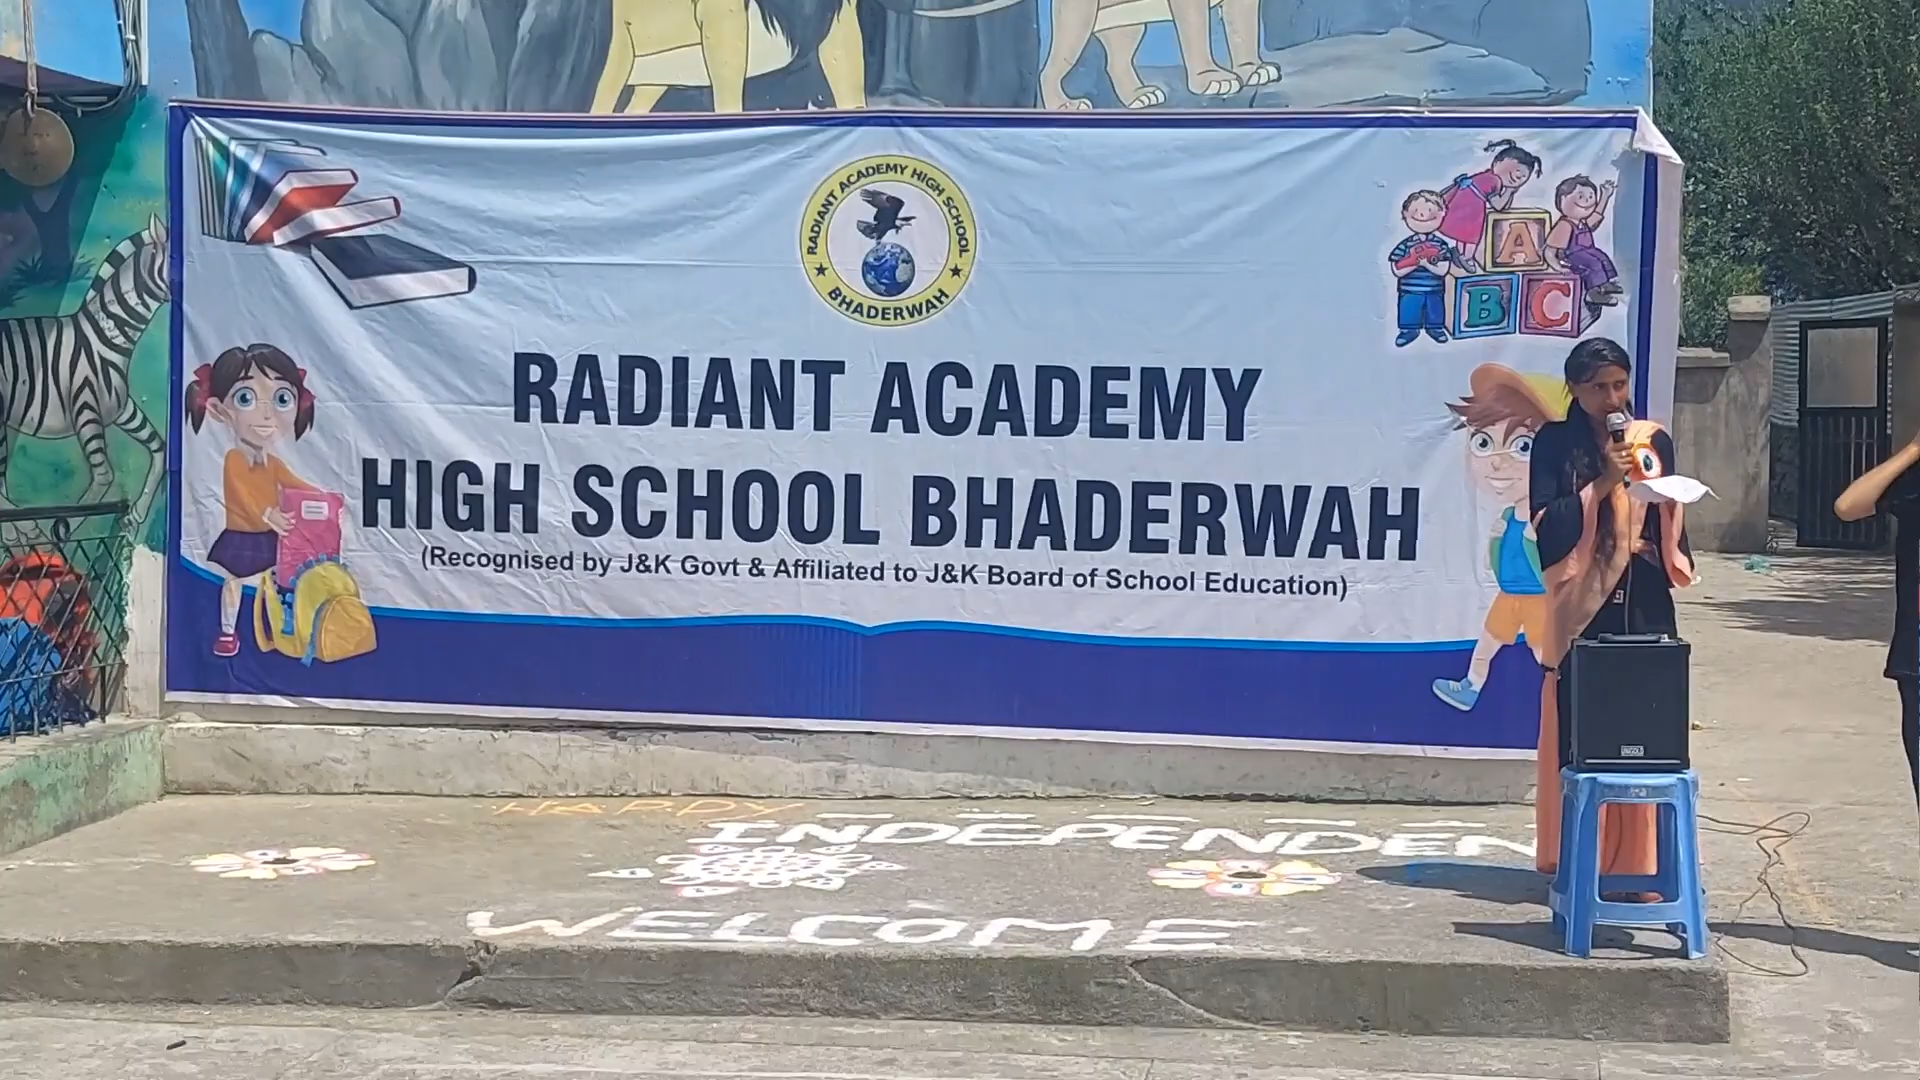 RADIANT ACADEMY HIGH SCHOOL
BHADERWAH
A
B C
RADIANT ACADEMY
HIGH SCHOOL BHADERWAH
(Recognised by J&K Govt & Affiliated to J&K Board of School Education)
HAPPY
INDEPENDEN
WELCOME